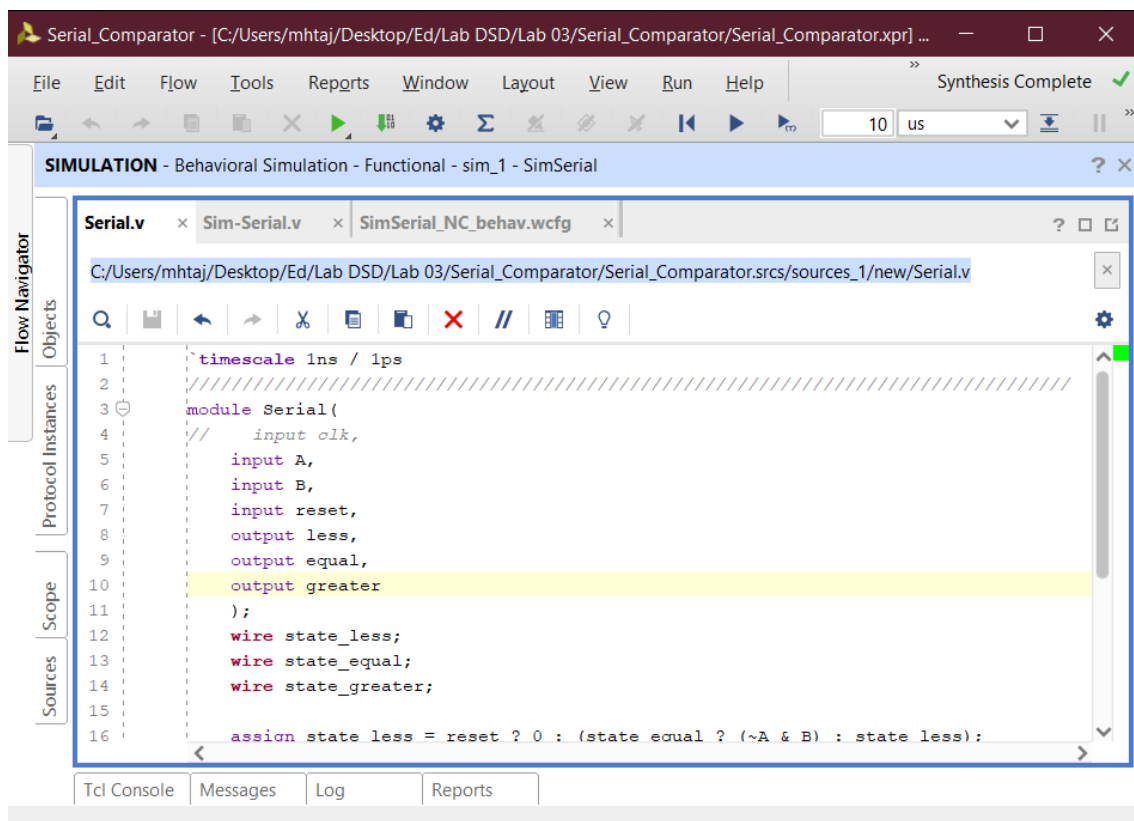 Serial_Comparator - [C:/Users/mhtaj/Desktop/Ed/Lab DSD/Lab 03/Serial_Comparator/Serial_Comparator.xpr] ...
File Edit Flow Tools Reports Window Layout View Run Help » Synthesis Complete
10 us »
SIMULATION - Behavioral Simulation - Functional - sim_1 - SimSerial ? ×
Flow Navigator
Objects
Protocol Instances
Scope
Sources
Serial.v × Sim-Serial.v × SimSerial_NC_behav.wcfg × ?
C:/Users/mhtaj/Desktop/Ed/Lab DSD/Lab 03/Serial_Comparator/Serial_Comparator.srcs/sources_1/new/Serial.v ×
1 `timescale 1ns / 1ps
2 ////////////////////////////////////////////////////////////////////////////////
3 module Serial(
4 // input clk,
5 input A,
6 input B,
7 input reset,
8 output less,
9 output equal,
10 output greater
11 );
12 wire state_less;
13 wire state_equal;
14 wire state_greater;
15
16 assign state_less = reset ? 0 : (state_equal ? (~A & B) : state_less);
Tcl Console Messages Log Reports